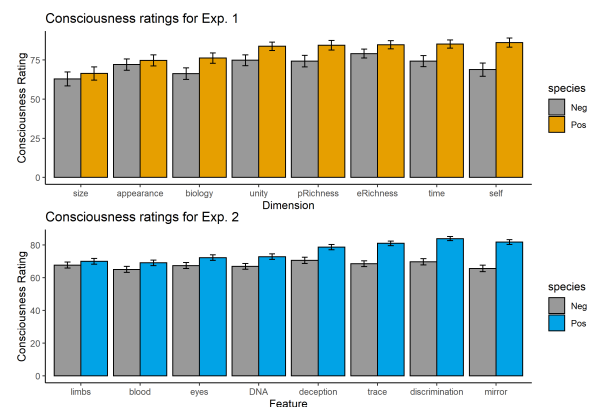 Consciousness ratings for Exp. 1
Consciousness Rating
75
50
25
0
size appearance biology unity pRichness eRichness time self
Dimension
species
Neg
Pos
Consciousness ratings for Exp. 2
Consciousness Rating
80
60
40
20
0
limbs blood eyes DNA deception trace discrimination mirror
Feature
species
Neg
Pos